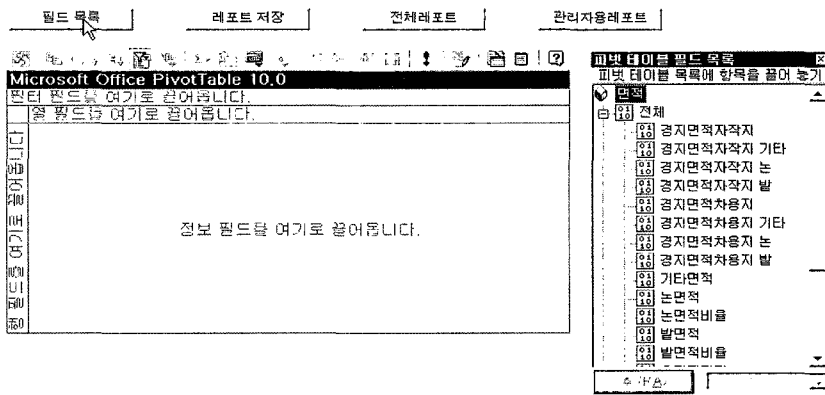 필드 목록
레포트 저장
전체레포트
관리자용레포트
Microsoft Office PivotTable 10.0
필터 필드를 여기로 끌어옵니다.
열 필드를 여기로 끌어옵니다.
행 필드를 여기로 끌어옵니다
정보 필드를 여기로 끌어옵니다.
피벗 테이블 필드 목록
피벗 테이블 목록에 항목을 끌어 놓기
면적
전체
경지면적자작지
경지면적자작지 기타
경지면적자작지 논
경지면적자작지 밭
경지면적차용지
경지면적차용지 기타
경지면적차용지 논
경지면적차용지 밭
기타면적
논면적
논면적비율
밭면적
밭면적비율